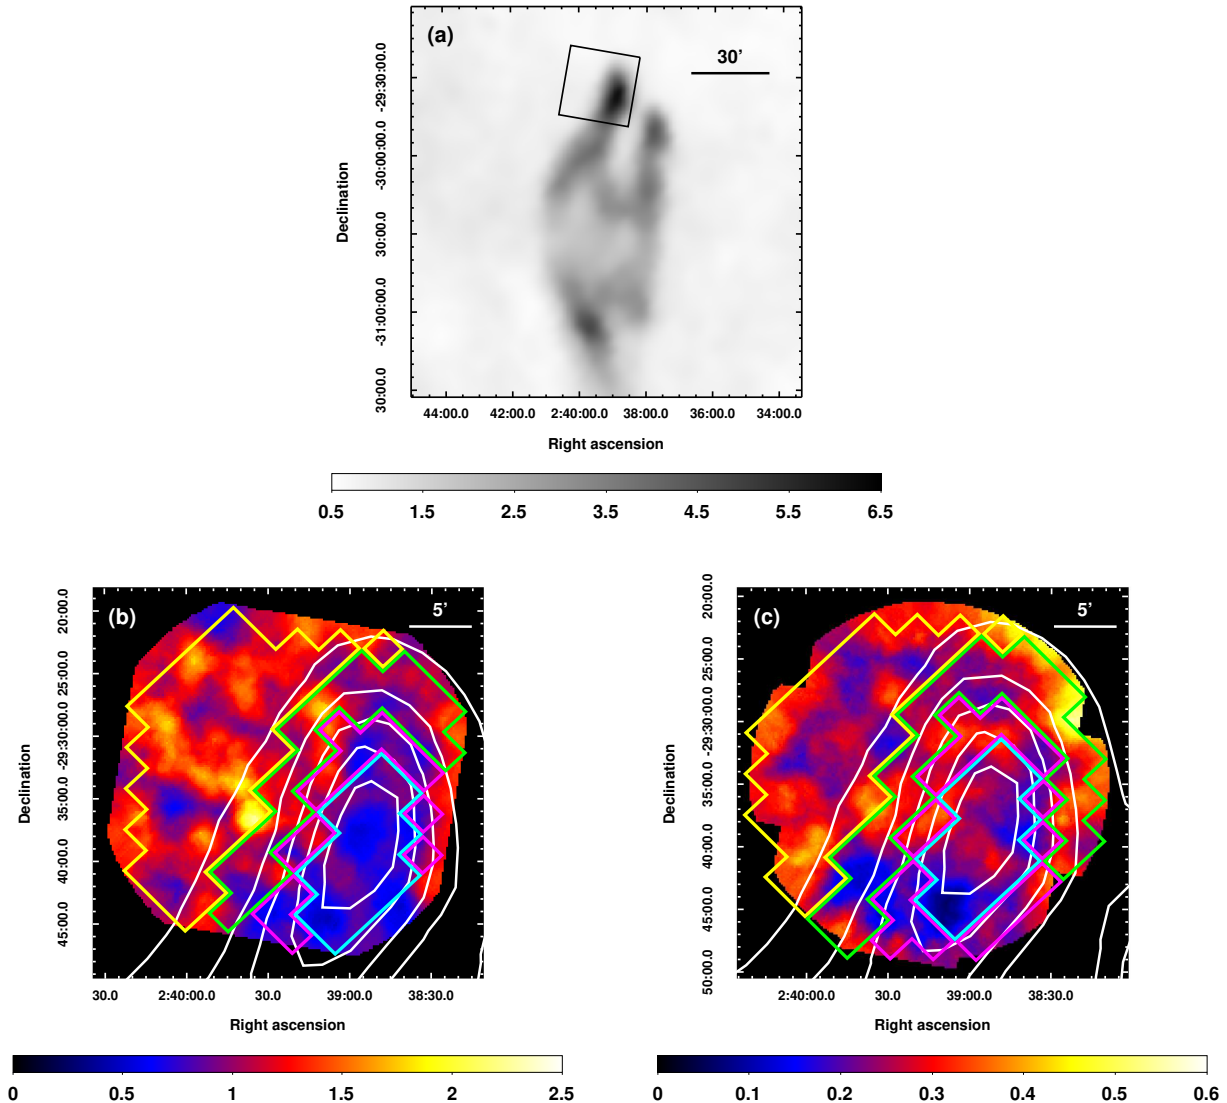 (a)
30'
-29:30:00.0
-30:00:00.0
30:00.0
-31:00:00.0
30:00.0
Declination
44:00.0 42:00.0 2:40:00.0 38:00.0 36:00.0 34:00.0
Right ascension
0.5 1.5 2.5 3.5 4.5 5.5 6.5
(b)
5'
20:00.0
25:00.0
-29:30:00.0
35:00.0
40:00.0
45:00.0
Declination
30.0 2:40:00.0 30.0 39:00.0 38:30.0
Right ascension
0 0.5 1 1.5 2 2.5
(c)
5'
20:00.0
25:00.0
-29:30:00.0
35:00.0
40:00.0
45:00.0
50:00.0
Declination
2:40:00.0 30.0 39:00.0 38:30.0
Right ascension
0 0.1 0.2 0.3 0.4 0.5 0.6